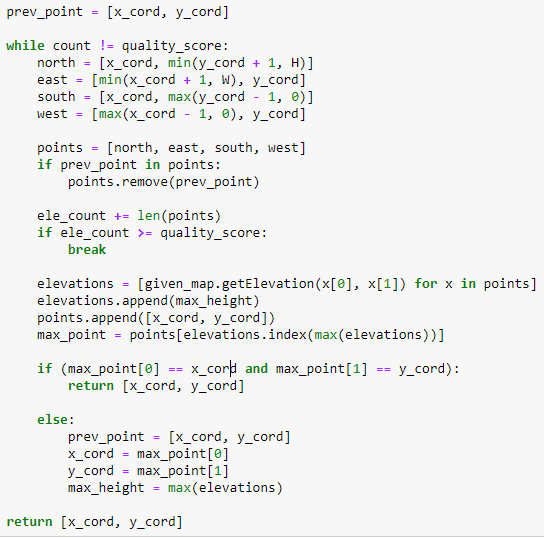 prev_point = [x_cord, y_cord]

while count != quality_score:
    north = [x_cord, min(y_cord + 1, H)]
    east = [min(x_cord + 1, W), y_cord]
    south = [x_cord, max(y_cord - 1, 0)]
    west = [max(x_cord - 1, 0), y_cord]

    points = [north, east, south, west]
    if prev_point in points:
        points.remove(prev_point)

    ele_count += len(points)
    if ele_count >= quality_score:
        break

    elevations = [given_map.getElevation(x[0], x[1]) for x in points]
    elevations.append(max_height)
    points.append([x_cord, y_cord])
    max_point = points[elevations.index(max(elevations))]

    if (max_point[0] == x_cord and max_point[1] == y_cord):
        return [x_cord, y_cord]

    else:
        prev_point = [x_cord, y_cord]
        x_cord = max_point[0]
        y_cord = max_point[1]
        max_height = max(elevations)

return [x_cord, y_cord]